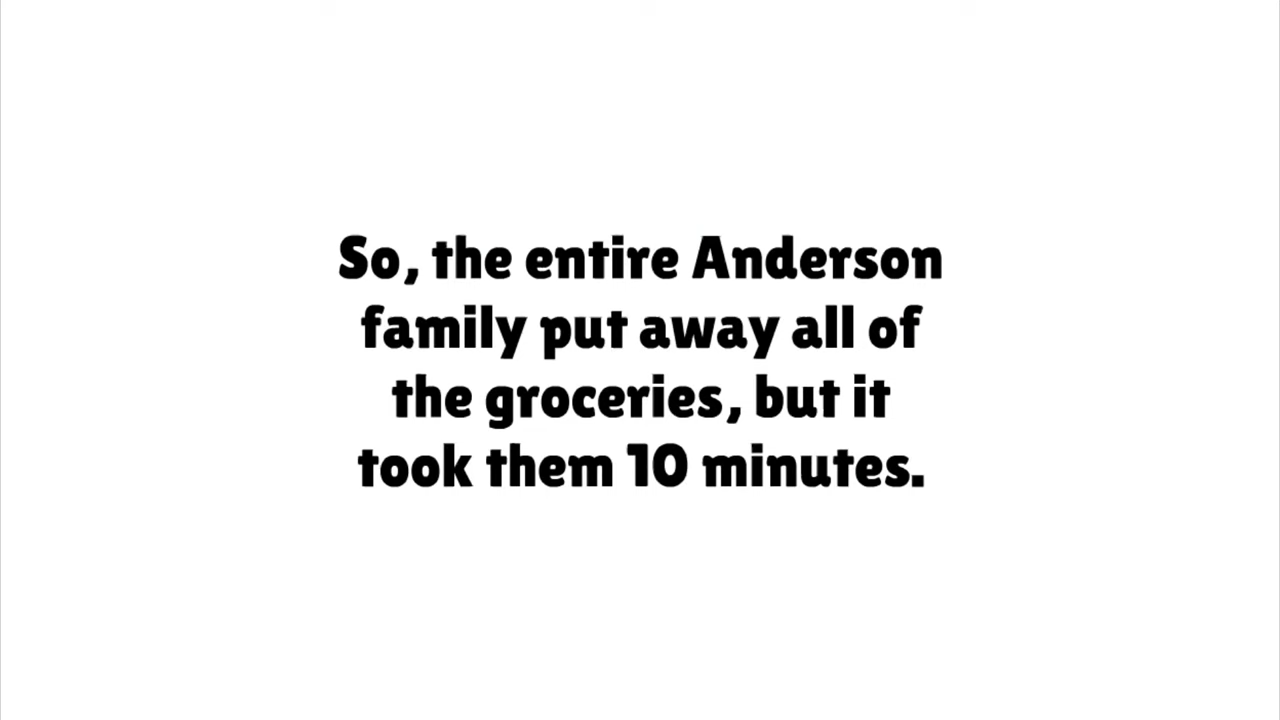 So, the entire Anderson
family put away all of
the groceries, but it
took them 10 minutes.